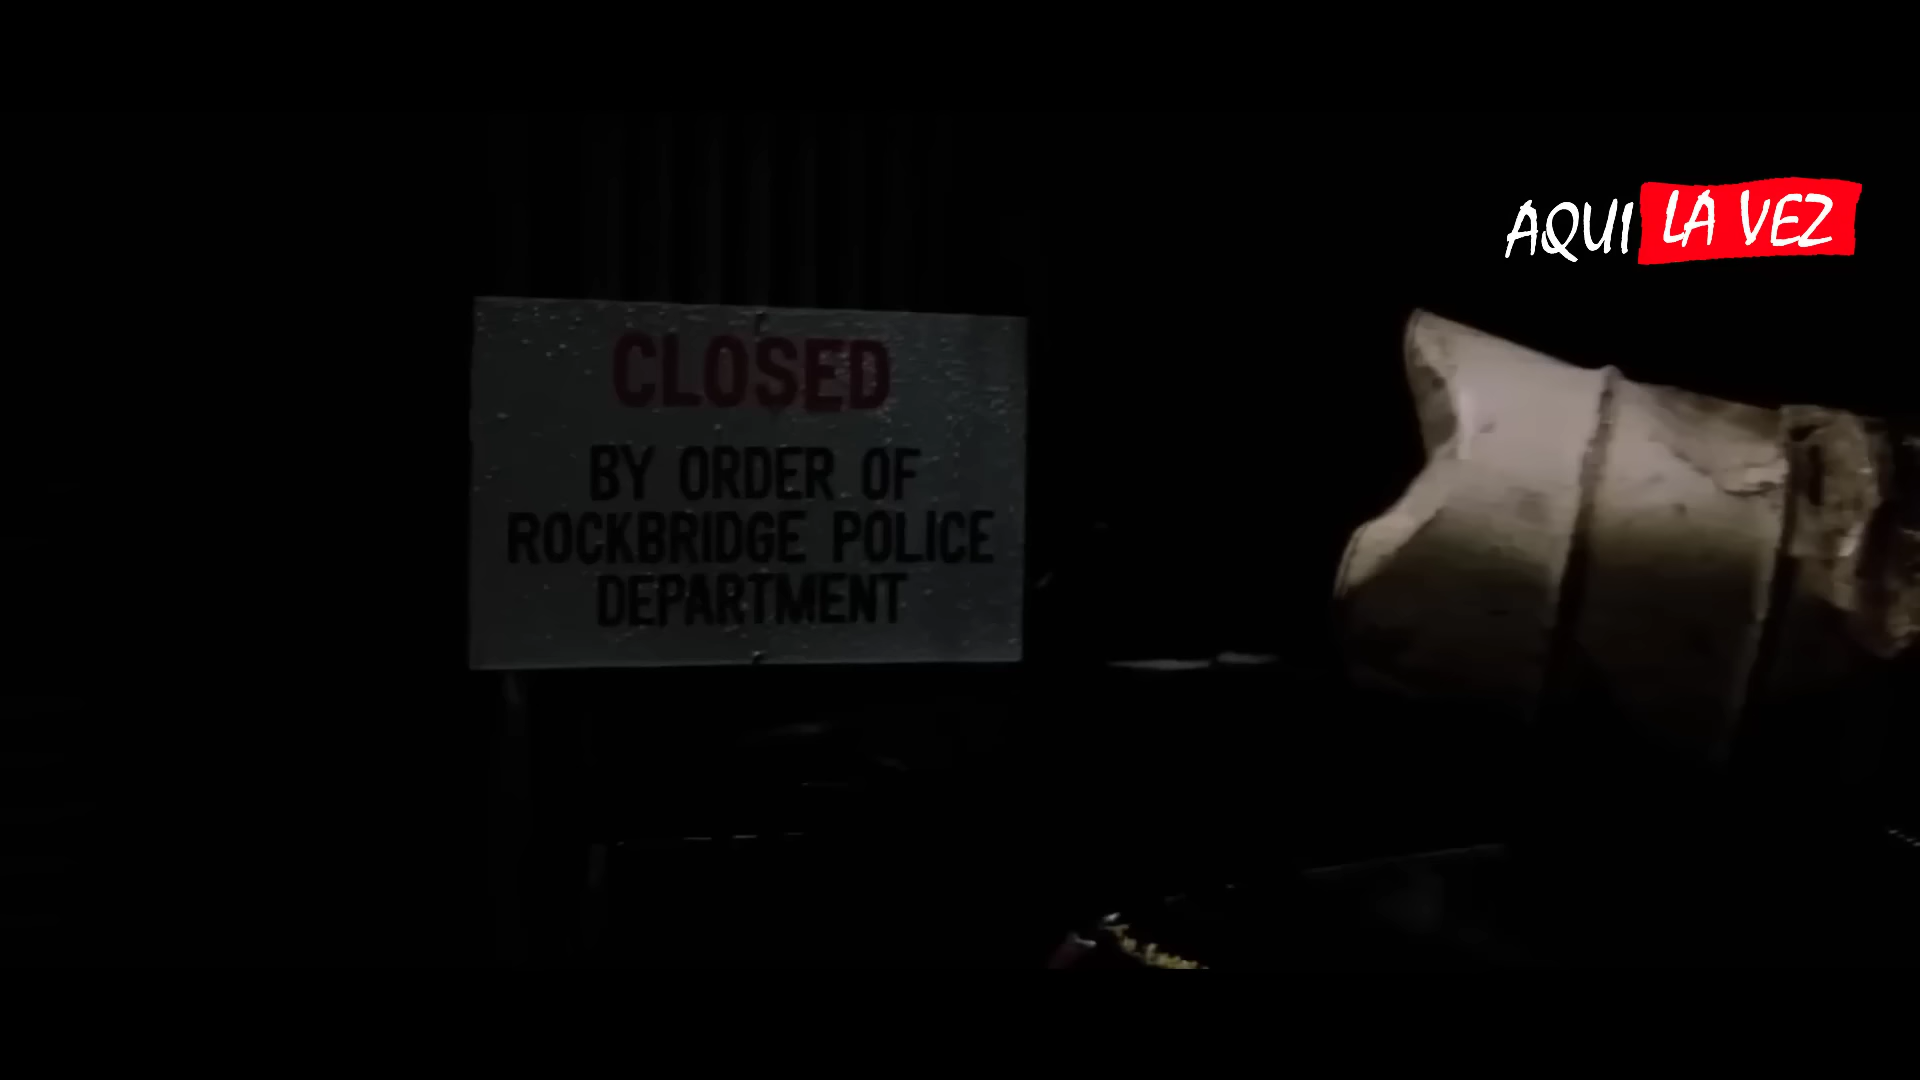 AQUI LA VEZ
CLOSED
BY ORDER OF
ROCKBRIDGE POLICE
DEPARTMENT